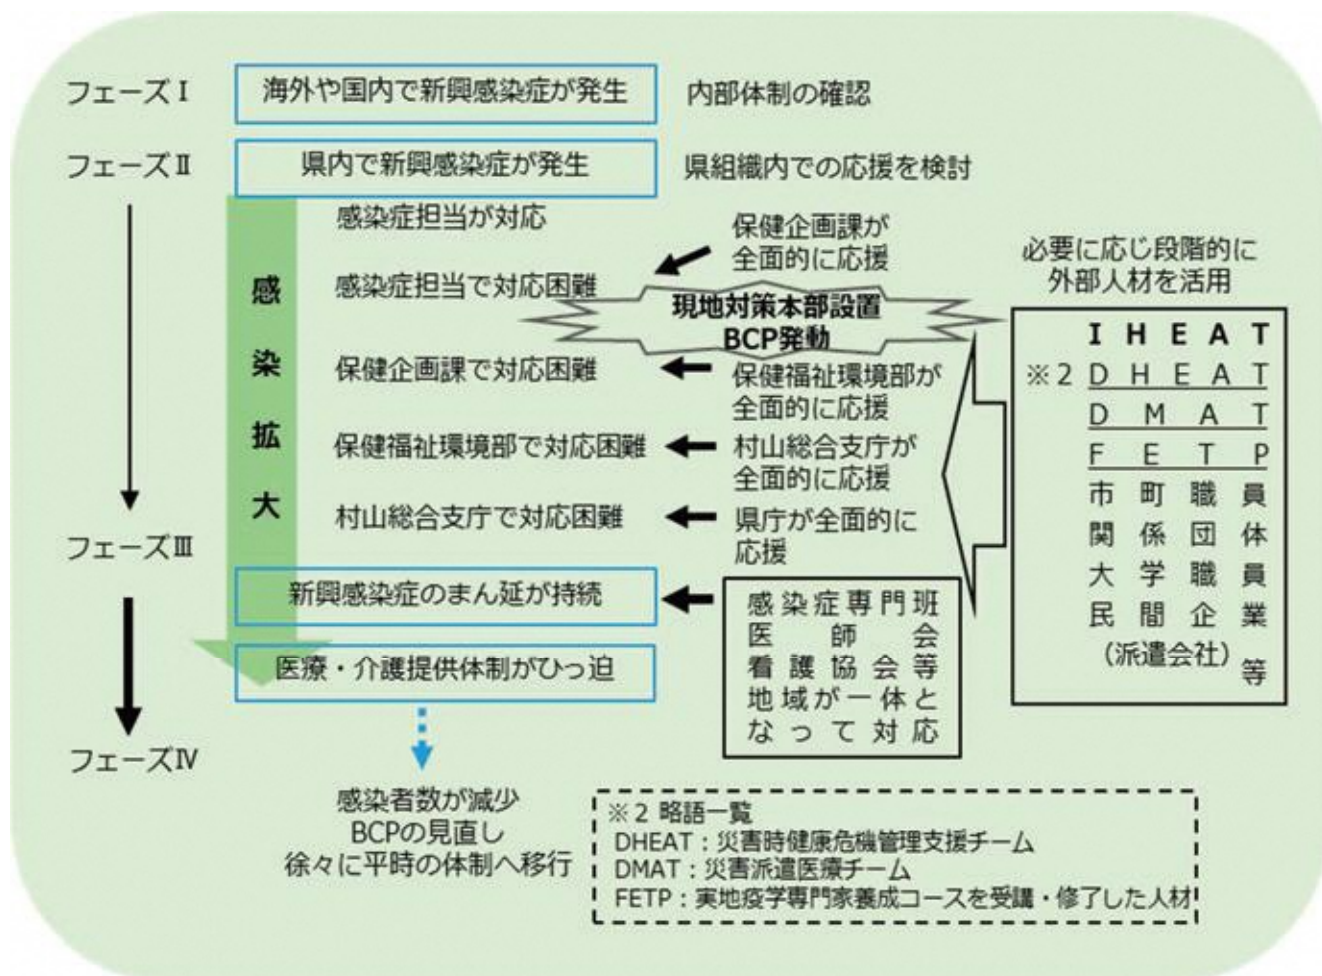 フェーズⅠ
海外や国内で新興感染症が発生
内部体制の確認
フェーズⅡ
県内で新興感染症が発生
県組織内での応援を検討
感染拡大
感染症担当が対応
保健企画課が
全面的に応援
感染症担当で対応困難
現地対策本部設置
BCP発動
保健企画課で対応困難
保健福祉環境部が
全面的に応援
保健福祉環境部で対応困難
村山総合支庁が
全面的に応援
村山総合支庁で対応困難
県庁が全面的に
応援
フェーズⅢ
新興感染症のまん延が持続
感染症専門班
医師会
看護協会等
地域が一体と
なって対応
医療・介護提供体制がひっ迫
フェーズⅣ
感染者数が減少
BCPの見直し
徐々に平時の体制へ移行
必要に応じ段階的に
外部人材を活用
IHEAT
※2 DHEAT
DMAT
FETP
市町職員
関係団体
大学職員
民間企業
(派遣会社)等
※2 略語一覧
DHEAT:災害時健康危機管理支援チーム
DMAT:災害派遣医療チーム
FETP:実地疫学専門家養成コースを受講・修了した人材